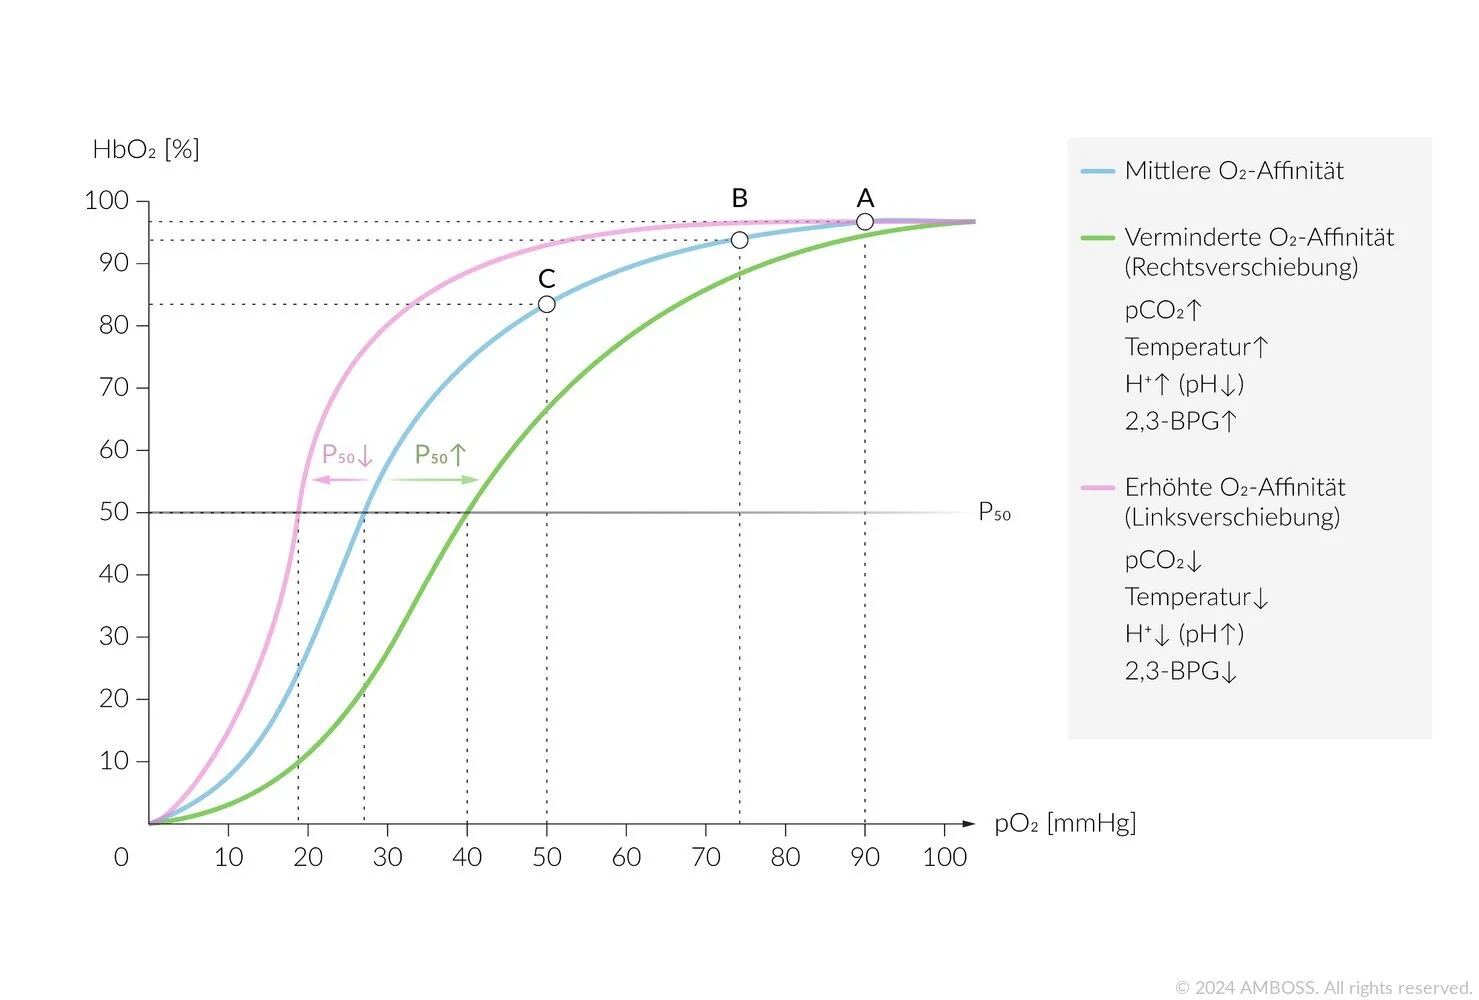 HbO₂ [%]
100
90
80
70
60
50
40
30
20
10
0
10 20 30 40 50 60 70 80 90 100
pO₂ [mmHg]
A
B
C
P₅₀↓
P₅₀↑
P₅₀
Mittlere O₂-Affinität
Verminderte O₂-Affinität
(Rechtsverschiebung)
pCO₂↑
Temperatur↑
H⁺↑ (pH↓)
2,3-BPG↑
Erhöhte O₂-Affinität
(Linksverschiebung)
pCO₂↓
Temperatur↓
H⁺↓ (pH↑)
2,3-BPG↓
© 2024 AMBOSS. All rights reserved.